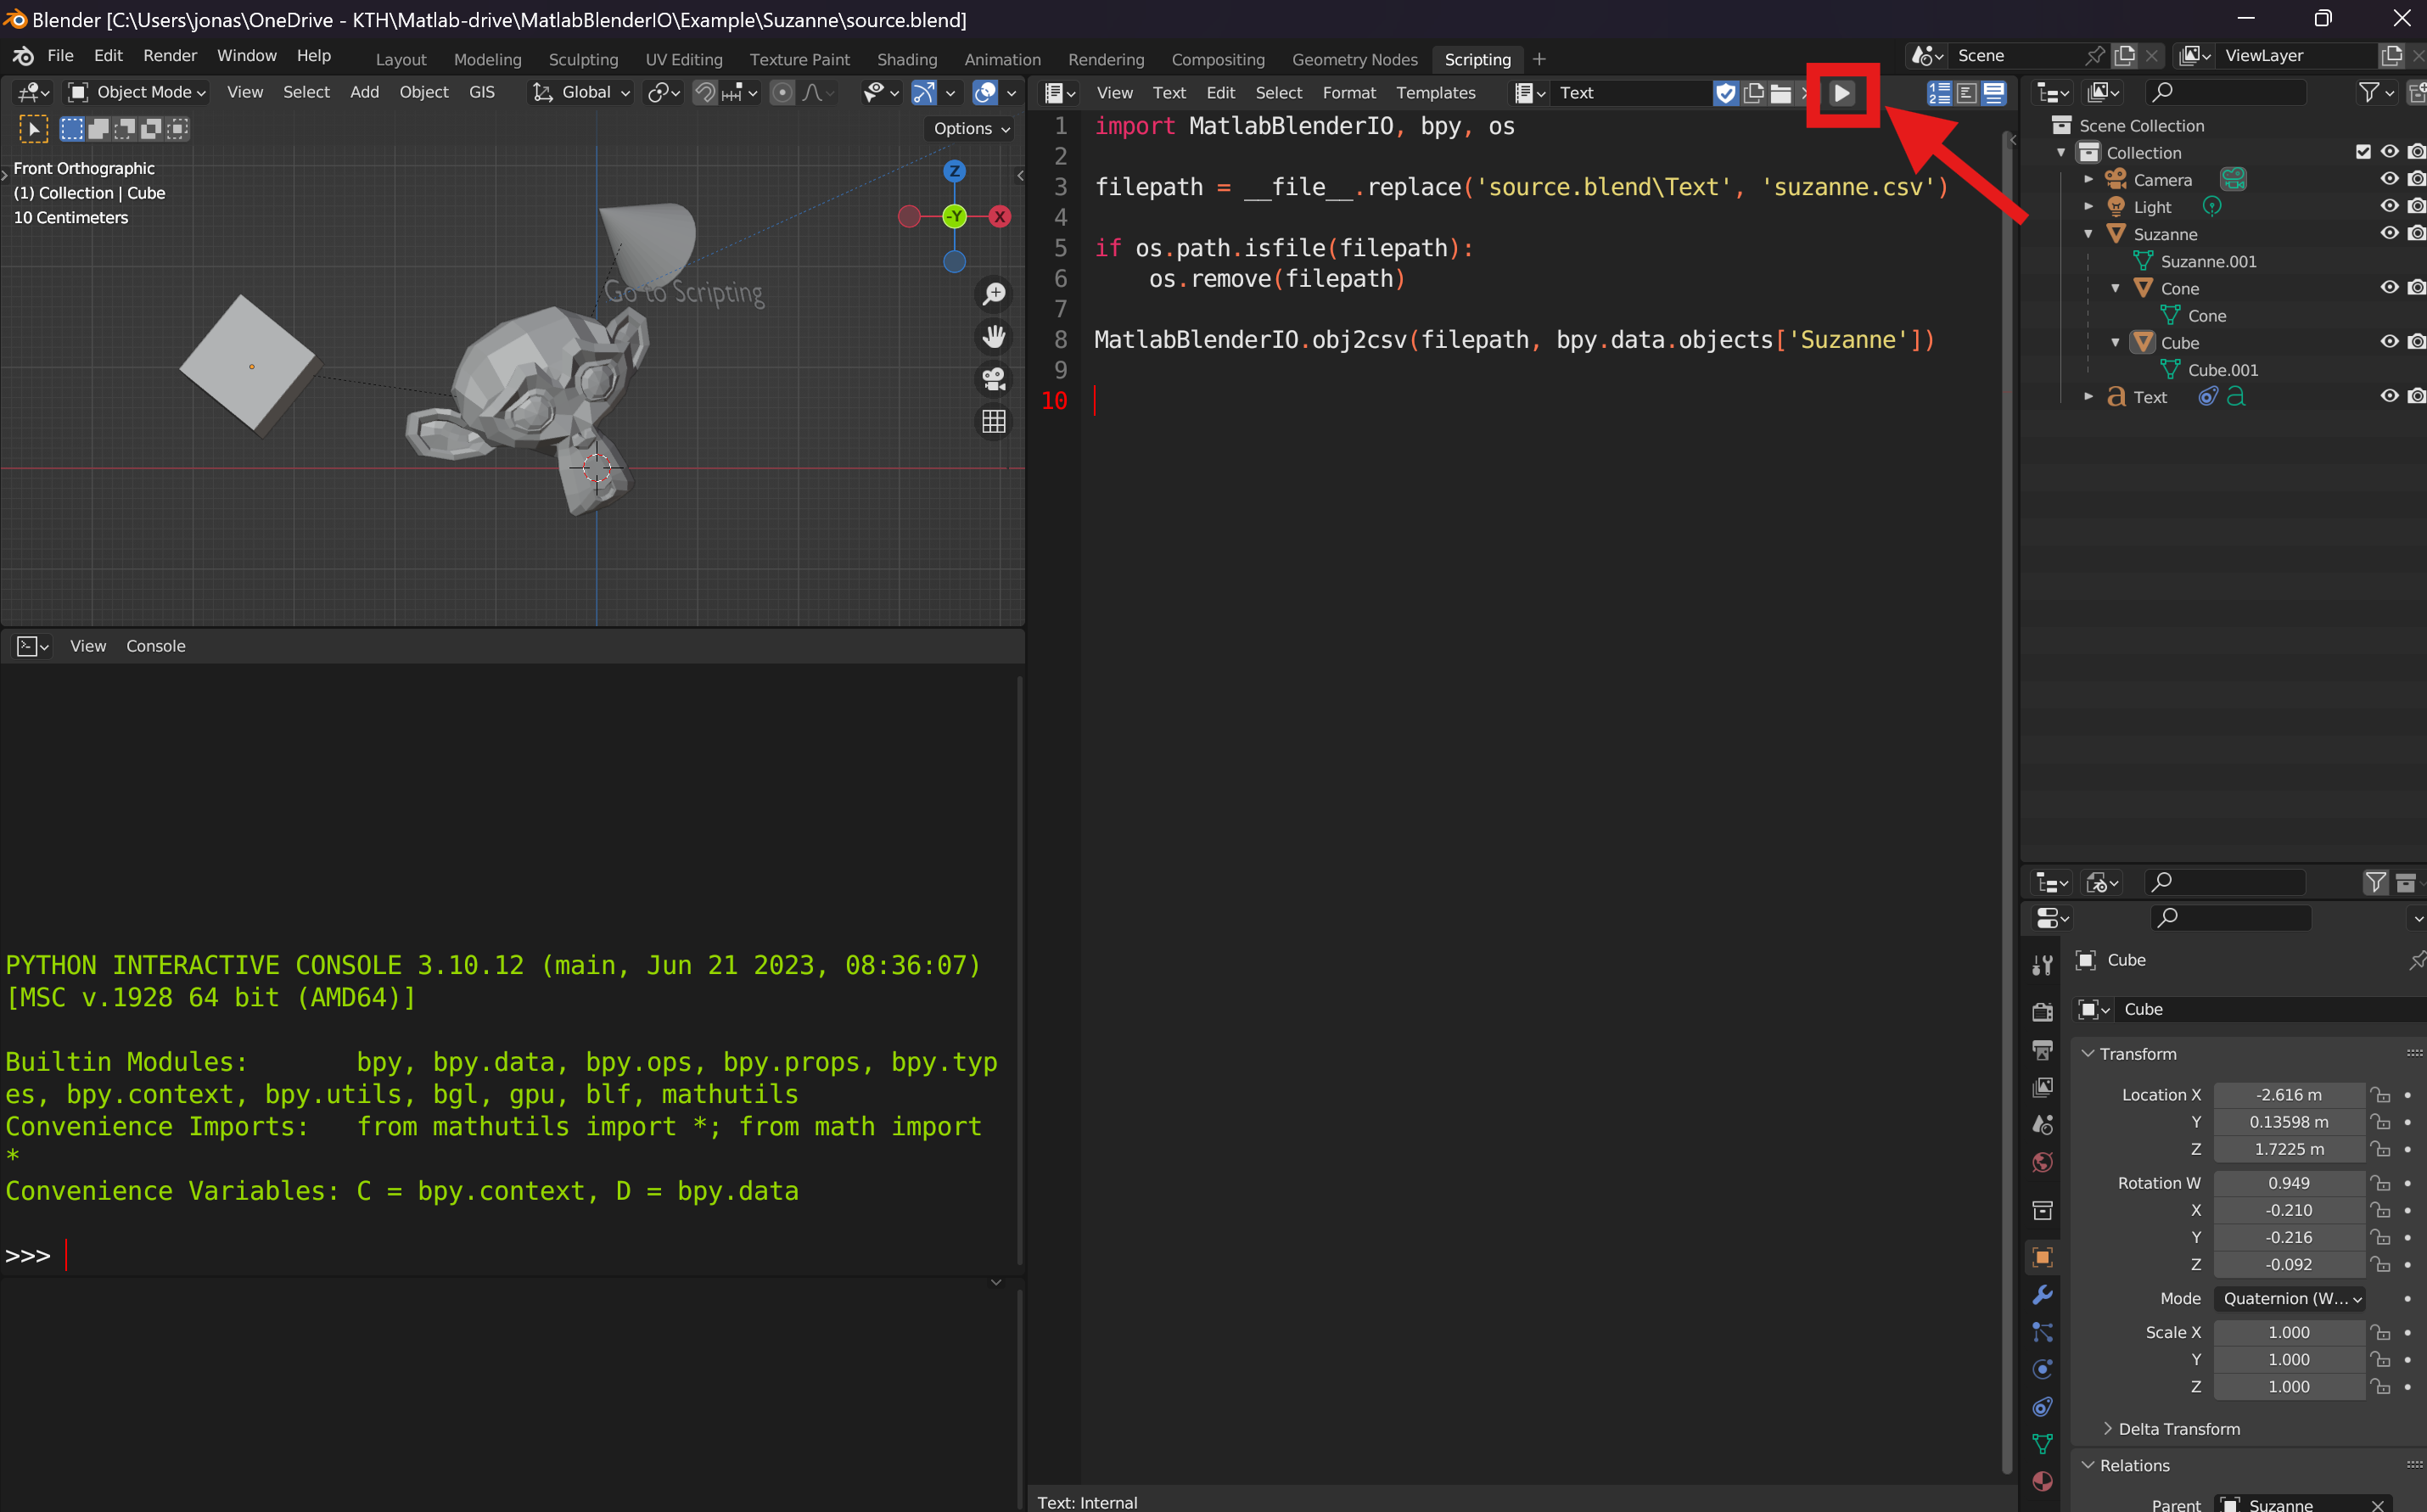 Blender [C:\Users\jonas\OneDrive - KTH\Matlab-drive\MatlabBlenderIO\Example\Suzanne\source.blend]
File Edit Render Window Help Layout Modeling Sculpting UV Editing Texture Paint Shading Animation Rendering Compositing Geometry Nodes Scripting + Scene ViewLayer
Object Mode View Select Add Object GIS Global
Options
Front Orthographic
(1) Collection | Cube
10 Centimeters
Z
-Y
X
Go to Scripting
View Console
PYTHON INTERACTIVE CONSOLE 3.10.12 (main, Jun 21 2023, 08:36:07)
[MSC v.1928 64 bit (AMD64)]
Builtin Modules: bpy, bpy.data, bpy.ops, bpy.props, bpy.typ
es, bpy.context, bpy.utils, bgl, gpu, blf, mathutils
Convenience Imports: from mathutils import *; from math import
*
Convenience Variables: C = bpy.context, D = bpy.data
>>>
View Text Edit Select Format Templates Text
1 import MatlabBlenderIO, bpy, os
2
3 filepath = __file__.replace('source.blend\Text', 'suzanne.csv')
4
5 if os.path.isfile(filepath):
6 os.remove(filepath)
7
8 MatlabBlenderIO.obj2csv(filepath, bpy.data.objects['Suzanne'])
9
10
Text: Internal
Scene Collection
Collection
Camera
Light
Suzanne
Suzanne.001
Cone
Cone
Cube
Cube.001
Text
Cube
Cube
Transform
Location X -2.616 m
Y 0.13598 m
Z 1.7225 m
Rotation W 0.949
X -0.210
Y -0.216
Z -0.092
Mode Quaternion (W...
Scale X 1.000
Y 1.000
Z 1.000
Delta Transform
Relations
Parent Suzanne